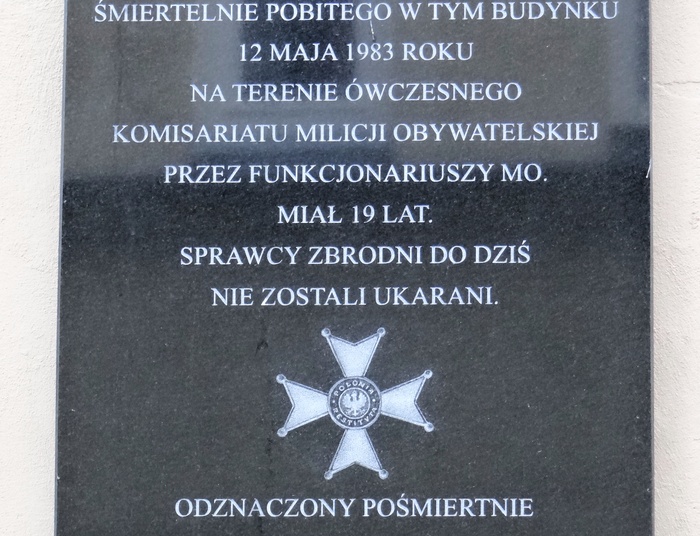 ŚMIERTELNIE POBITEGO W TYM BUDYNKU
12 MAJA 1983 ROKU
NA TERENIE ÓWCZESNEGO
KOMISARIATU MILICJI OBYWATELSKIEJ
PRZEZ FUNKCJONARIUSZY MO.
MIAŁ 19 LAT.
SPRAWCY ZBRODNI DO DZIŚ
NIE ZOSTALI UKARANI.
POLONIA
RESTITUTA
ODZNACZONY POŚMIERTNIE